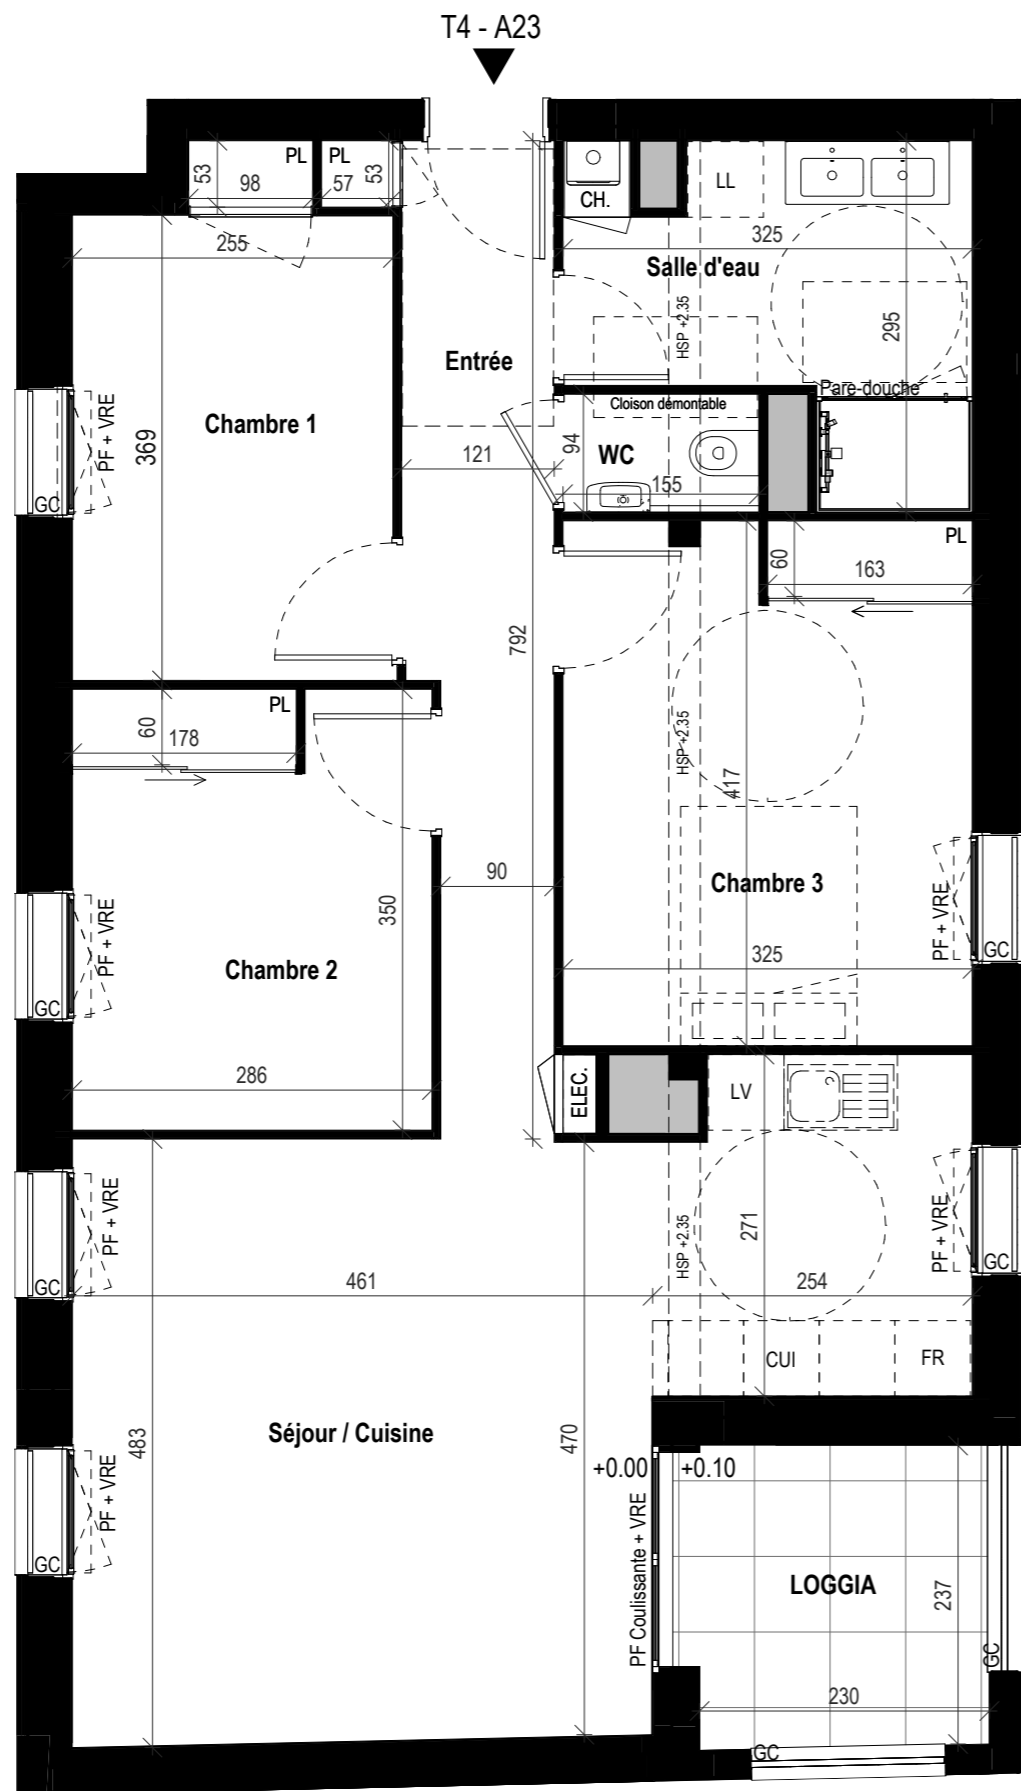 T4 - A23
PL
PL
53
98
57
53
CH.
LL
255
325
Salle d'eau
HSP +2.35
295
Entrée
Pare-douche
PF + VRE
Chambre 1
369
Cloison démontable
94
WC
121
155
GC
PL
60
163
792
PL
60
178
HSP +2.35
417
90
350
Chambre 3
PF + VRE
PF + VRE
325
GC
Chambre 2
GC
286
ELEC.
LV
PF + VRE
271
PF + VRE
HSP +2.35
GC
GC
461
254
CUI
FR
Séjour / Cuisine
483
470
PF + VRE
+0.00
+0.10
PF Coulissante + VRE
GC
LOGGIA
237
GC
230
GC